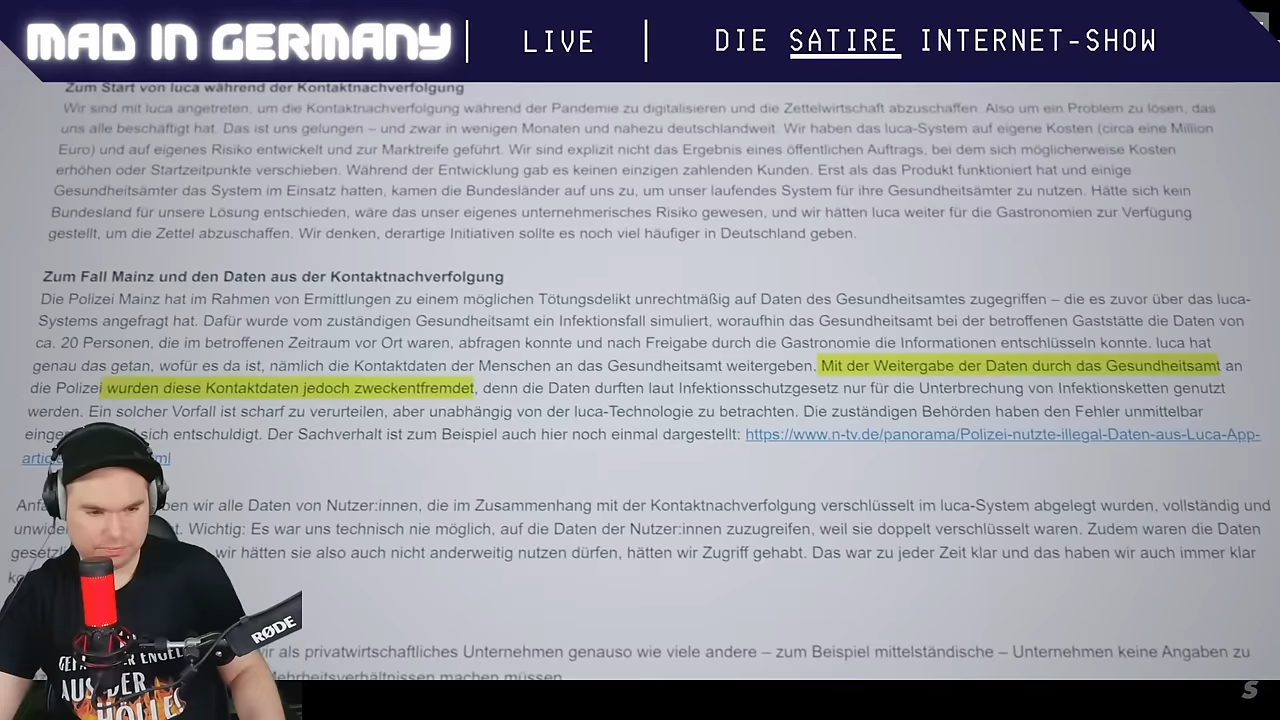 MAD IN GERMANY | LIVE | DIE SATIRE INTERNET-SHOW
Zum Start von luca während der Kontaktnachverfolgung
Wir sind mit luca angetreten, um die Kontaktnachverfolgung während der Pandemie zu digitalisieren und die Zettelwirtschaft abzuschaffen. Also um ein Problem zu lösen, das
uns alle beschäftigt hat. Das ist uns gelungen – und zwar in wenigen Monaten und nahezu deutschlandweit. Wir haben das luca-System auf eigene Kosten (circa eine Million
Euro) und auf eigenes Risiko entwickelt und zur Marktreife geführt. Wir sind explizit nicht das Ergebnis eines öffentlichen Auftrags, bei dem sich möglicherweise Kosten
erhöhen oder Startzeitpunkte verschieben. Während der Entwicklung gab es keinen einzigen zahlenden Kunden. Erst als das Produkt funktioniert hat und einige
Gesundheitsämter das System im Einsatz hatten, kamen die Bundesländer auf uns zu, um unser laufendes System für ihre Gesundheitsämter zu nutzen. Hätte sich kein
Bundesland für unsere Lösung entschieden, wäre das unser eigenes unternehmerisches Risiko gewesen, und wir hätten luca weiter für die Gastronomien zur Verfügung
gestellt, um die Zettel abzuschaffen. Wir denken, derartige Initiativen sollte es noch viel häufiger in Deutschland geben.
Zum Fall Mainz und den Daten aus der Kontaktnachverfolgung
Die Polizei Mainz hat im Rahmen von Ermittlungen zu einem möglichen Tötungsdelikt unrechtmäßig auf Daten des Gesundheitsamtes zugegriffen – die es zuvor über das luca-
Systems angefragt hat. Dafür wurde vom zuständigen Gesundheitsamt ein Infektionsfall simuliert, woraufhin das Gesundheitsamt bei der betroffenen Gaststätte die Daten von
ca. 20 Personen, die im betroffenen Zeitraum vor Ort waren, abfragen konnte und nach Freigabe durch die Gastronomie die Informationen entschlüsseln konnte. luca hat
genau das getan, wofür es da ist, nämlich die Kontaktdaten der Menschen an das Gesundheitsamt weitergeben. Mit der Weitergabe der Daten durch das Gesundheitsamt an
die Polizei wurden diese Kontaktdaten jedoch zweckentfremdet, denn die Daten durften laut Infektionsschutzgesetz nur für die Unterbrechung von Infektionsketten genutzt
werden. Ein solcher Vorfall ist scharf zu verurteilen, aber unabhängig von der luca-Technologie zu betrachten. Die zuständigen Behörden haben den Fehler unmittelbar
sich entschuldigt. Der Sachverhalt ist zum Beispiel auch hier noch einmal dargestellt: https://www.n-tv.de/panorama/Polizei-nutzte-illegal-Daten-aus-Luca-App-
wir alle Daten von Nutzer:innen, die im Zusammenhang mit der Kontaktnachverfolgung verschlüsselt im luca-System abgelegt wurden, vollständig und
Wichtig: Es war uns technisch nie möglich, auf die Daten der Nutzer:innen zuzugreifen, weil sie doppelt verschlüsselt waren. Zudem waren die Daten
wir hätten sie also auch nicht anderweitig nutzen dürfen, hätten wir Zugriff gehabt. Das war zu jeder Zeit klar und das haben wir auch immer klar
wir als privatwirtschaftliches Unternehmen genauso wie viele andere – zum Beispiel mittelständische – Unternehmen keine Angaben zu
Mehrheitsverhältnissen machen müssen
RØDE
AUS DER
HÖLLE
S